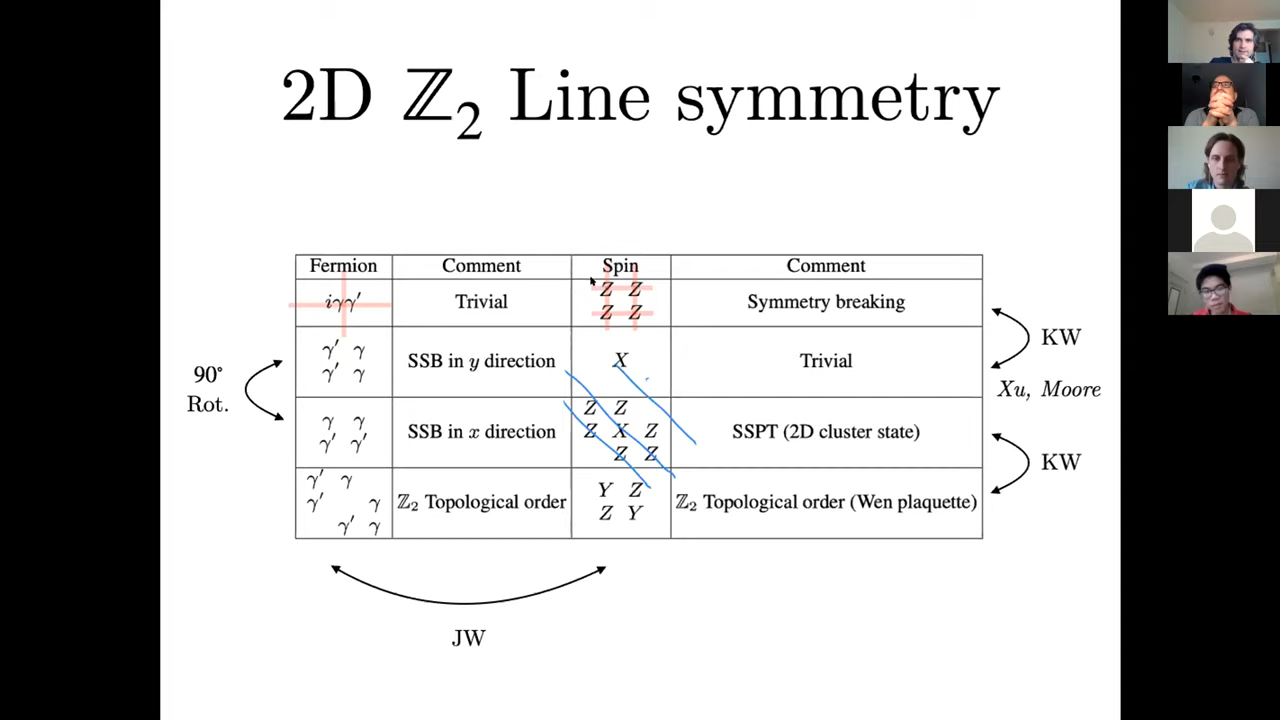 2D ℤ₂ Line symmetry
Fermion Comment Spin Comment
iγγ′ Trivial Z Z Symmetry breaking
Z Z
γ′ γ SSB in y direction X Trivial
γ′ γ
γ γ SSB in x direction Z Z SSPT (2D cluster state)
γ′ γ′ Z X Z
Z Z
γ′ γ ℤ₂ Topological order Y Z ℤ₂ Topological order (Wen plaquette)
γ′ γ Z Y
γ′ γ
90°
Rot.
KW
Xu, Moore
KW
JW